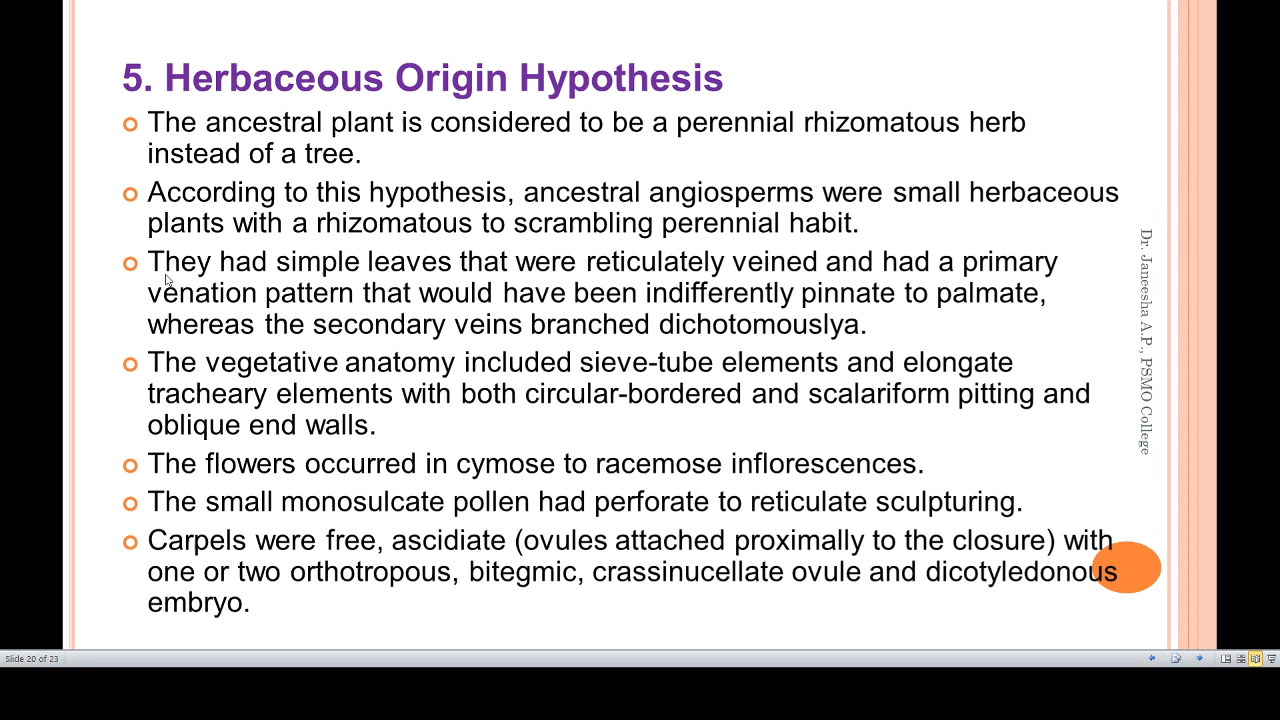 5. Herbaceous Origin Hypothesis
The ancestral plant is considered to be a perennial rhizomatous herb
instead of a tree.
According to this hypothesis, ancestral angiosperms were small herbaceous
plants with a rhizomatous to scrambling perennial habit.
They had simple leaves that were reticulately veined and had a primary
venation pattern that would have been indifferently pinnate to palmate,
whereas the secondary veins branched dichotomouslya.
The vegetative anatomy included sieve-tube elements and elongate
tracheary elements with both circular-bordered and scalariform pitting and
oblique end walls.
The flowers occurred in cymose to racemose inflorescences.
The small monosulcate pollen had perforate to reticulate sculpturing.
Carpels were free, ascidiate (ovules attached proximally to the closure) with
one or two orthotropous, bitegmic, crassinucellate ovule and dicotyledonous
embryo.
Dr. Janeesha A.P., PSMO College
Slide 20 of 23